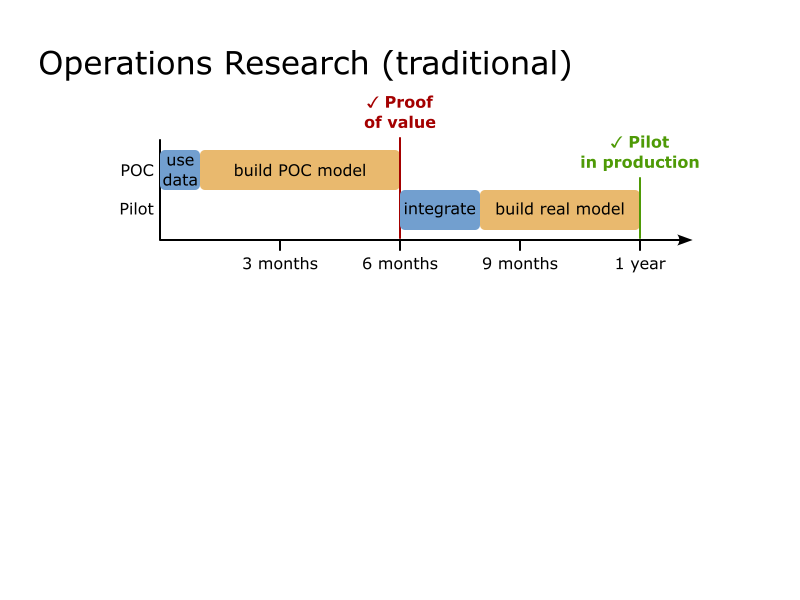 Operations Research (traditional)
✓ Proof
of value
✓ Pilot
in production
POC
use
data
build POC model
Pilot
integrate
build real model
3 months
6 months
9 months
1 year